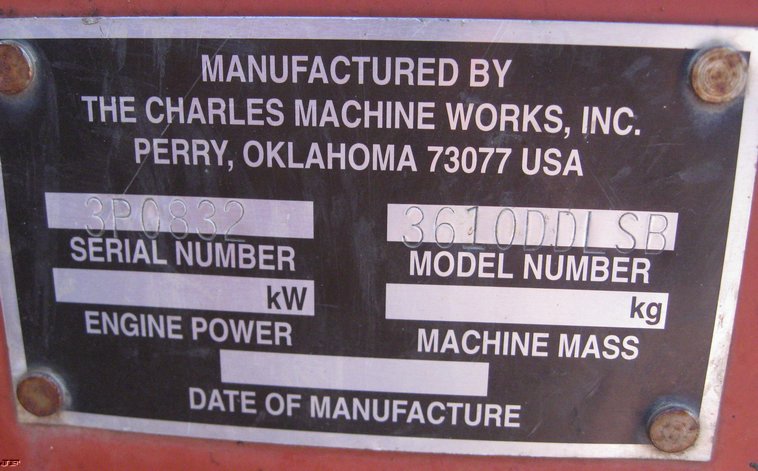 MANUFACTURED BY
THE CHARLES MACHINE WORKS, INC.
PERRY, OKLAHOMA 73077 USA
3P0832 3610DDLSB
SERIAL NUMBER MODEL NUMBER
kW kg
ENGINE POWER MACHINE MASS
DATE OF MANUFACTURE